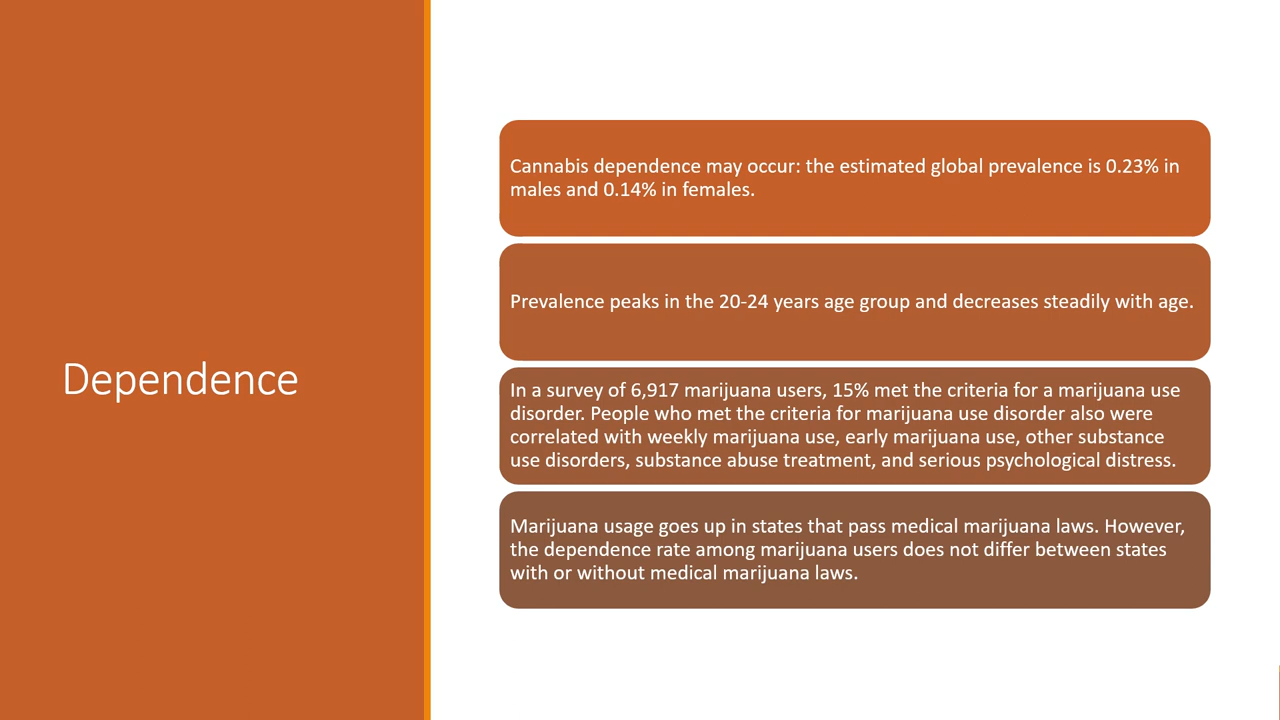 Dependence
Cannabis dependence may occur: the estimated global prevalence is 0.23% in
males and 0.14% in females.
Prevalence peaks in the 20-24 years age group and decreases steadily with age.
In a survey of 6,917 marijuana users, 15% met the criteria for a marijuana use
disorder. People who met the criteria for marijuana use disorder also were
correlated with weekly marijuana use, early marijuana use, other substance
use disorders, substance abuse treatment, and serious psychological distress.
Marijuana usage goes up in states that pass medical marijuana laws. However,
the dependence rate among marijuana users does not differ between states
with or without medical marijuana laws.